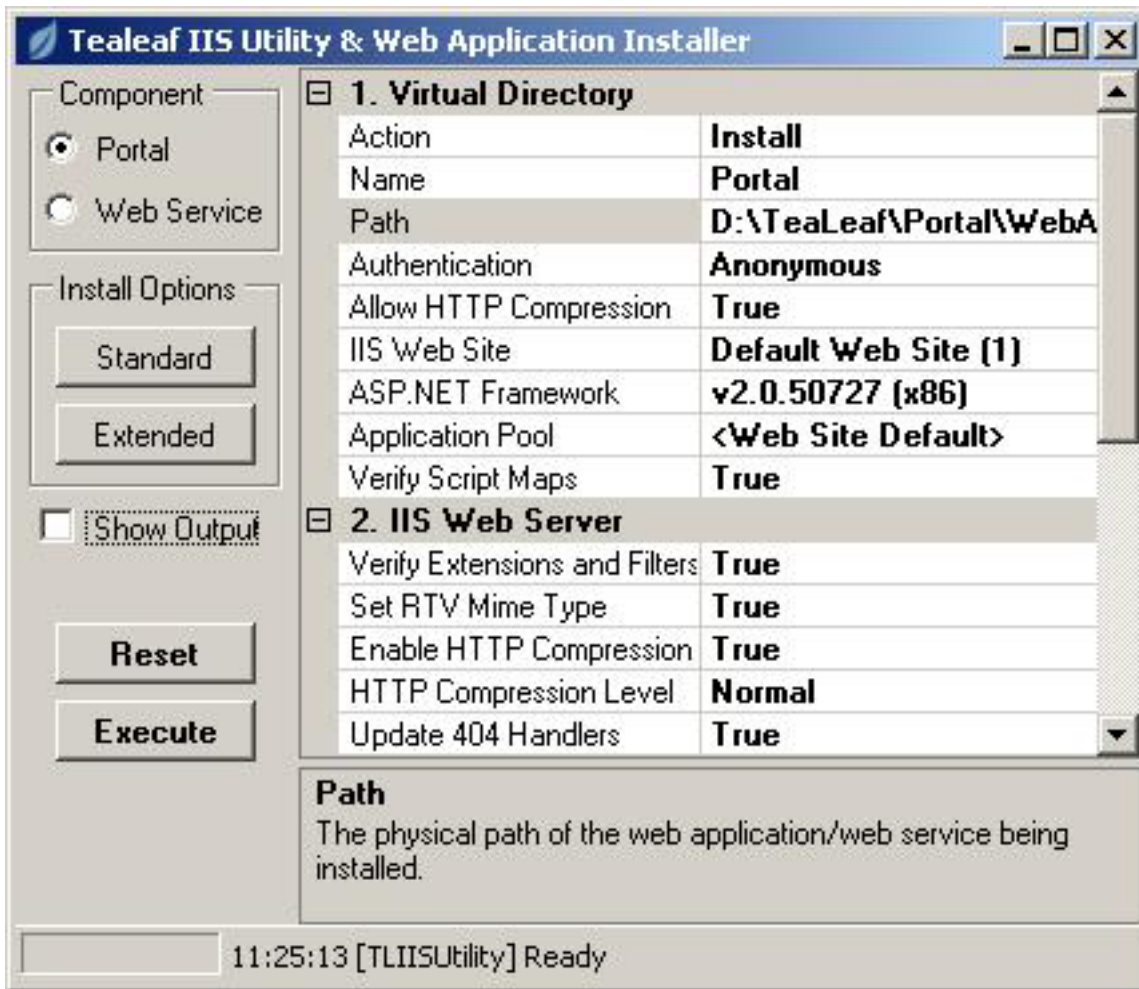 Tealeaf IIS Utility & Web Application Installer
Component
Portal
Web Service
Install Options
Standard
Extended
Show Output
Reset
Execute
1. Virtual Directory
Action Install
Name Portal
Path D:\TeaLeaf\Portal\WebA
Authentication Anonymous
Allow HTTP Compression True
IIS Web Site Default Web Site (1)
ASP.NET Framework v2.0.50727 (x86)
Application Pool <Web Site Default>
Verify Script Maps True
2. IIS Web Server
Verify Extensions and Filters True
Set RTV Mime Type True
Enable HTTP Compression True
HTTP Compression Level Normal
Update 404 Handlers True
Path
The physical path of the web application/web service being
installed.
11:25:13 [TLIISUtility] Ready